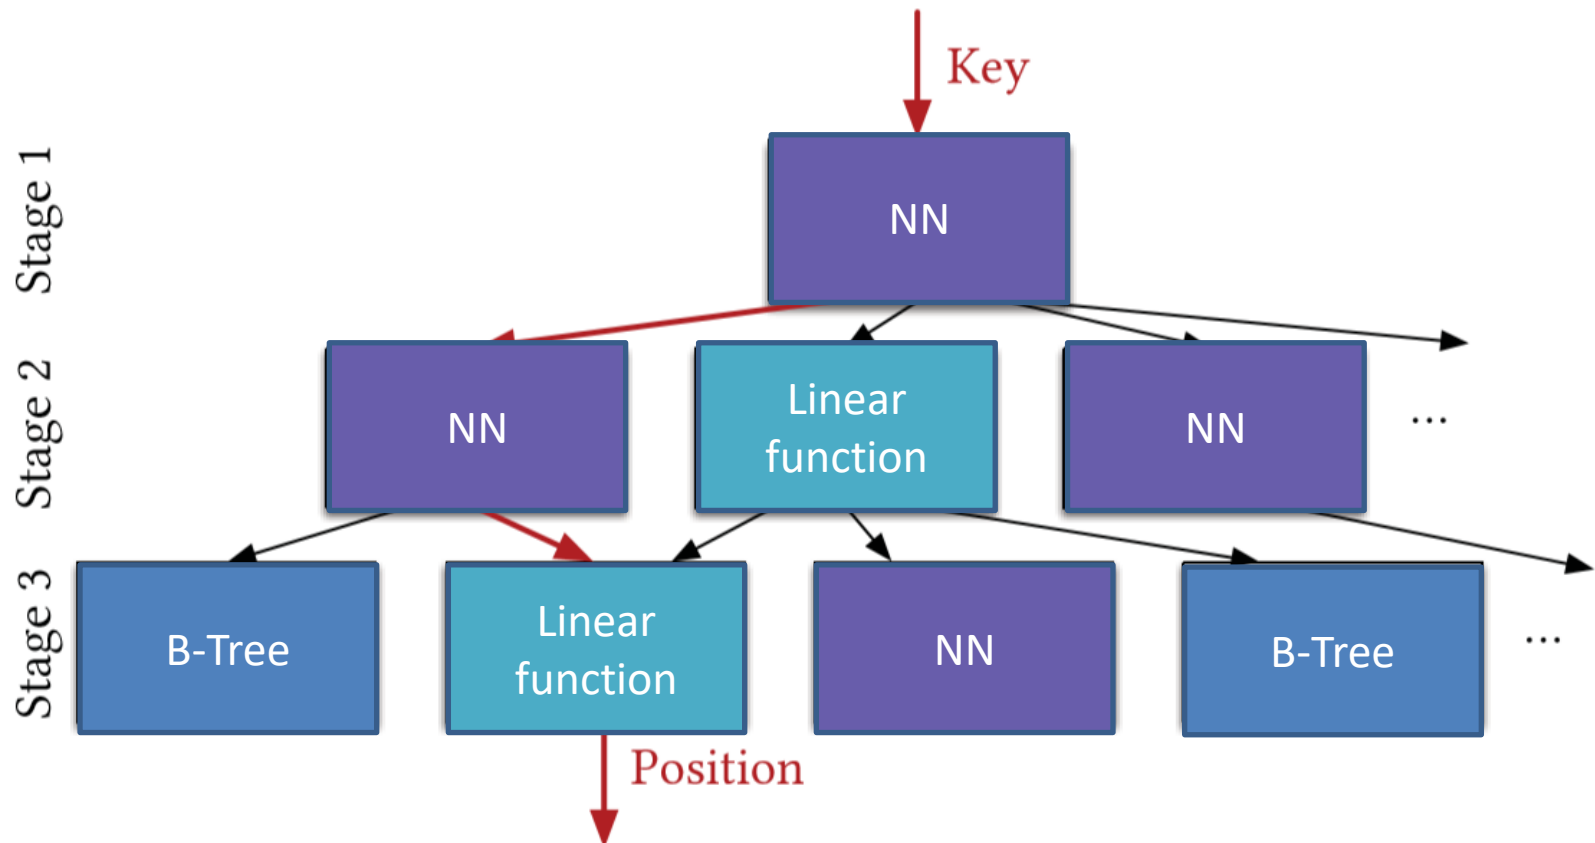 Key
Stage 1
NN
Stage 2
NN
Linear
function
NN
...
Stage 3
B-Tree
Linear
function
NN
B-Tree
...
Position